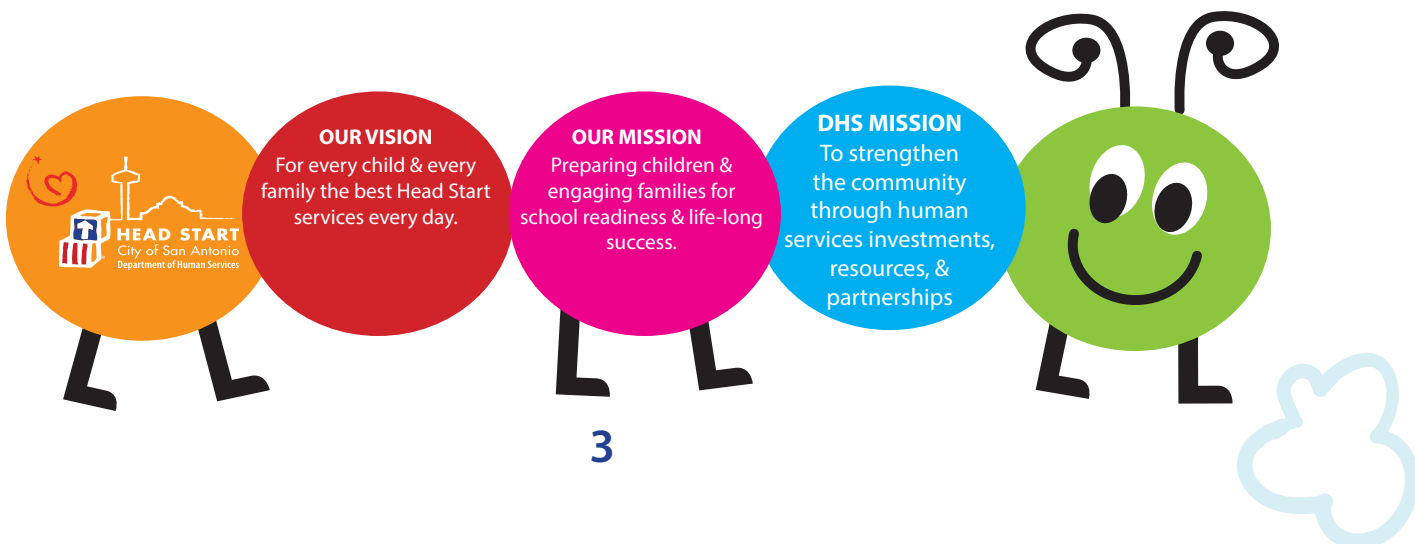 HEAD START
City of San Antonio
Department of Human Services
OUR VISION
For every child & every
family the best Head Start
services every day.
OUR MISSION
Preparing children &
engaging families for
school readiness & life-long
success.
DHS MISSION
To strengthen
the community
through human
services investments,
resources, &
partnerships
3